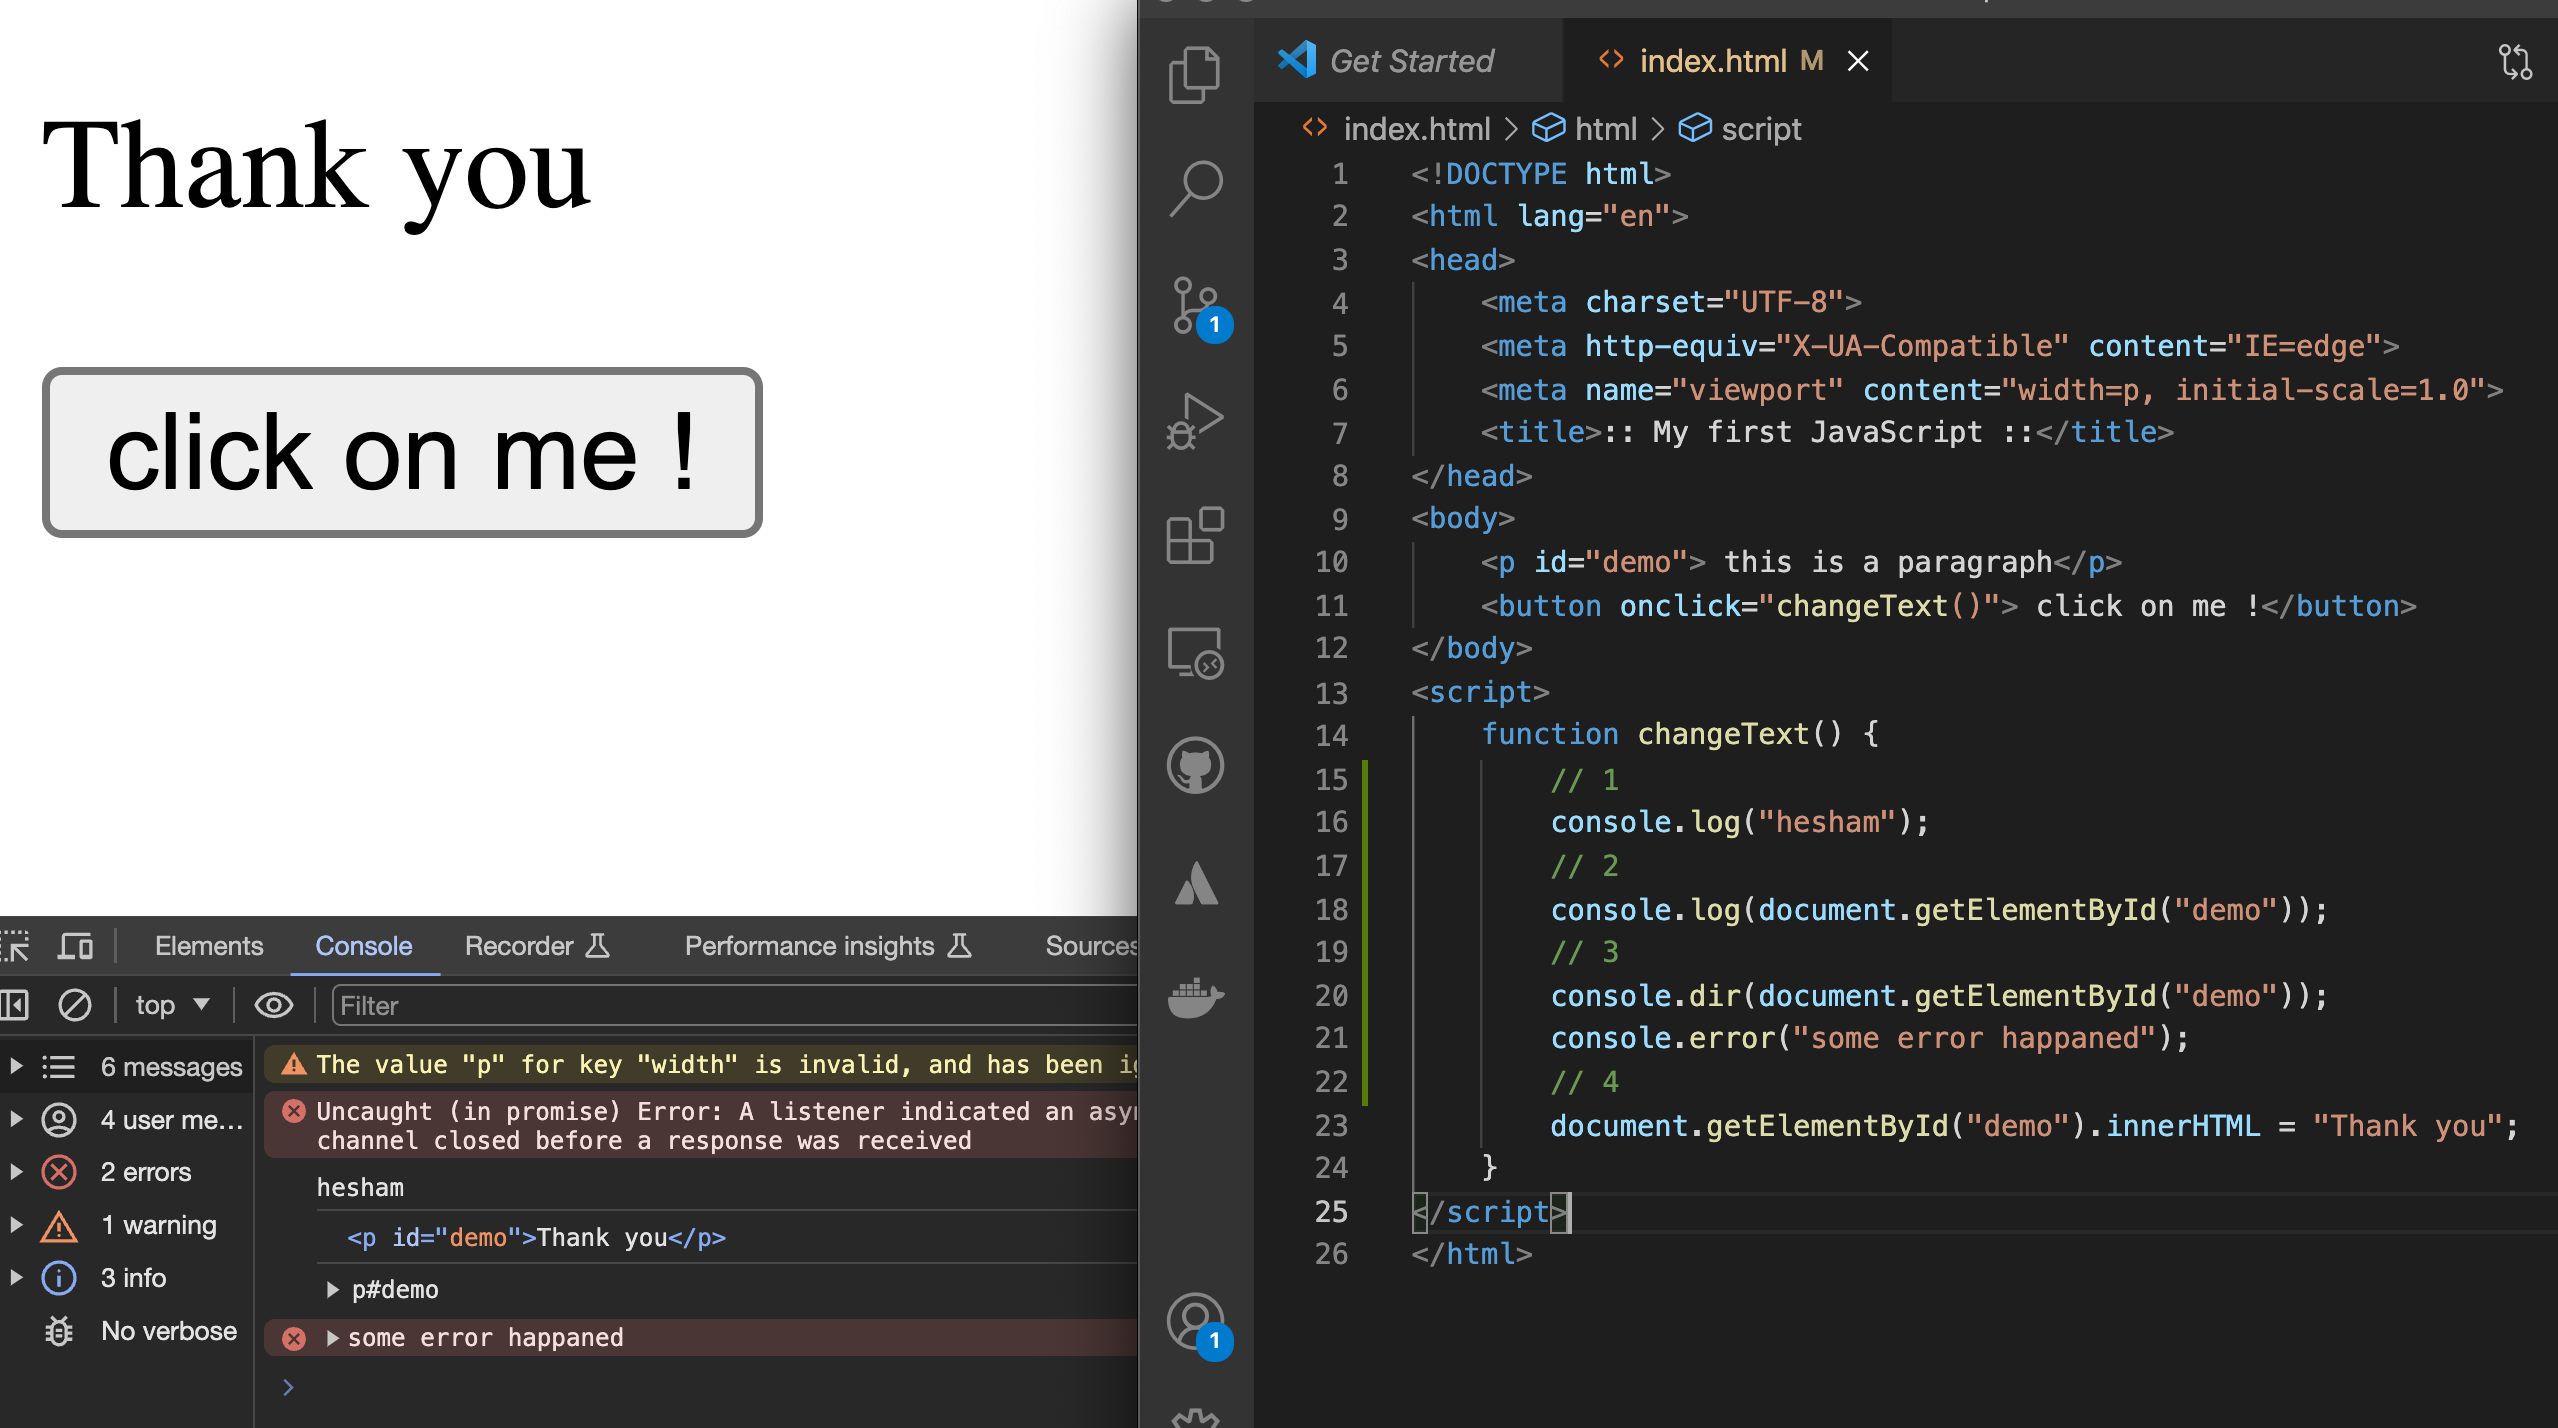 Thank you
click on me !
Elements Console Recorder Performance insights Sources
top Filter
6 messages
4 user me...
2 errors
1 warning
3 info
No verbose
The value "p" for key "width" is invalid, and has been
Uncaught (in promise) Error: A listener indicated an
channel closed before a response was received
hesham
<p id="demo">Thank you</p>
p#demo
some error happaned
>
Get Started index.html M
index.html > html > script
1 <!DOCTYPE html>
2 <html lang="en">
3 <head>
4 <meta charset="UTF-8">
5 <meta http-equiv="X-UA-Compatible" content="IE=edge">
6 <meta name="viewport" content="width=p, initial-scale=1.0">
7 <title>:: My first JavaScript ::</title>
8 </head>
9 <body>
10 <p id="demo"> this is a paragraph</p>
11 <button onclick="changeText()"> click on me !</button>
12 </body>
13 <script>
14 function changeText() {
15 // 1
16 console.log("hesham");
17 // 2
18 console.log(document.getElementById("demo"));
19 // 3
20 console.dir(document.getElementById("demo"));
21 console.error("some error happaned");
22 // 4
23 document.getElementById("demo").innerHTML = "Thank you";
24 }
25 </script>
26 </html>
1
1